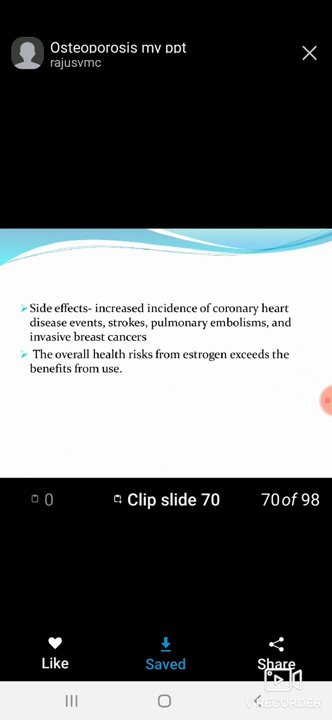 Osteoporosis my ppt
rajusvmc
➢Side effects- increased incidence of coronary heart
disease events, strokes, pulmonary embolisms, and
invasive breast cancers
➢ The overall health risks from estrogen exceeds the
benefits from use.
0
Clip slide 70
70 of 98
Like
Saved
Share
V RECORDER